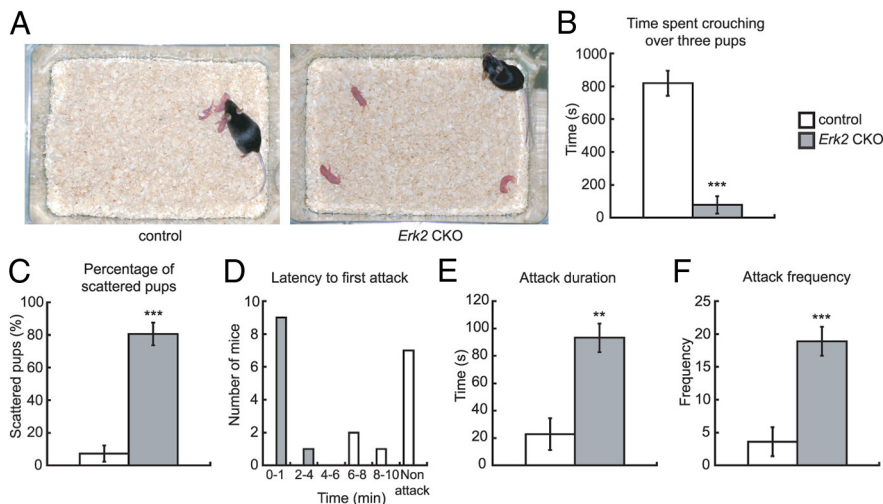 A
control
Erk2 CKO
B
Time spent crouching
over three pups
Time (s)
1000
800
600
400
200
0
***
control
Erk2 CKO
C
Percentage of
scattered pups
Scattered pups (%)
100
80
60
40
20
0
***
D
Latency to first attack
Number of mice
10
8
6
4
2
0
0-1 2-4 4-6 6-8 8-10 Non
attack
Time (min)
E
Attack duration
Time (s)
120
100
80
60
40
20
0
**
F
Attack frequency
Frequency
25
20
15
10
5
0
***